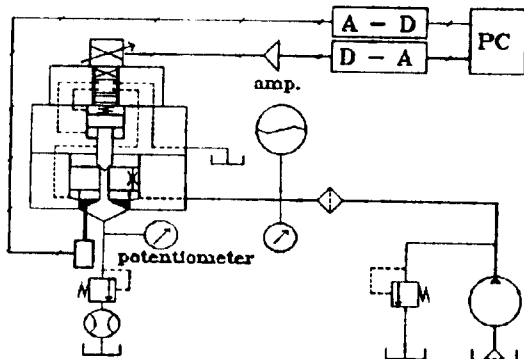 A - D
PC
D - A
amp.
potentiometer